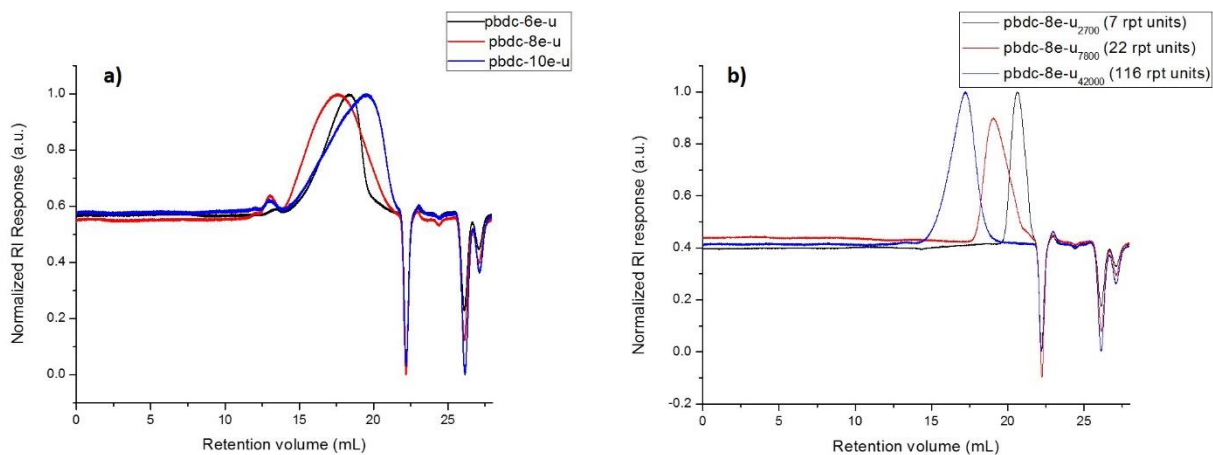 pbdc-6e-u
pbdc-8e-u
pbdc-10e-u
a)
1.0
0.8
0.6
0.4
0.2
0.0
Normalized RI Response (a.u.)
0 5 10 15 20 25
Retention volume (mL)
pbdc-8e-u2700 (7 rpt units)
pbdc-8e-u7800 (22 rpt units)
pbdc-8e-u42000 (116 rpt units)
b)
1.0
0.8
0.6
0.4
0.2
0.0
-0.2
Normalized RI response (a.u.)
0 5 10 15 20 25
Retention volume (mL)